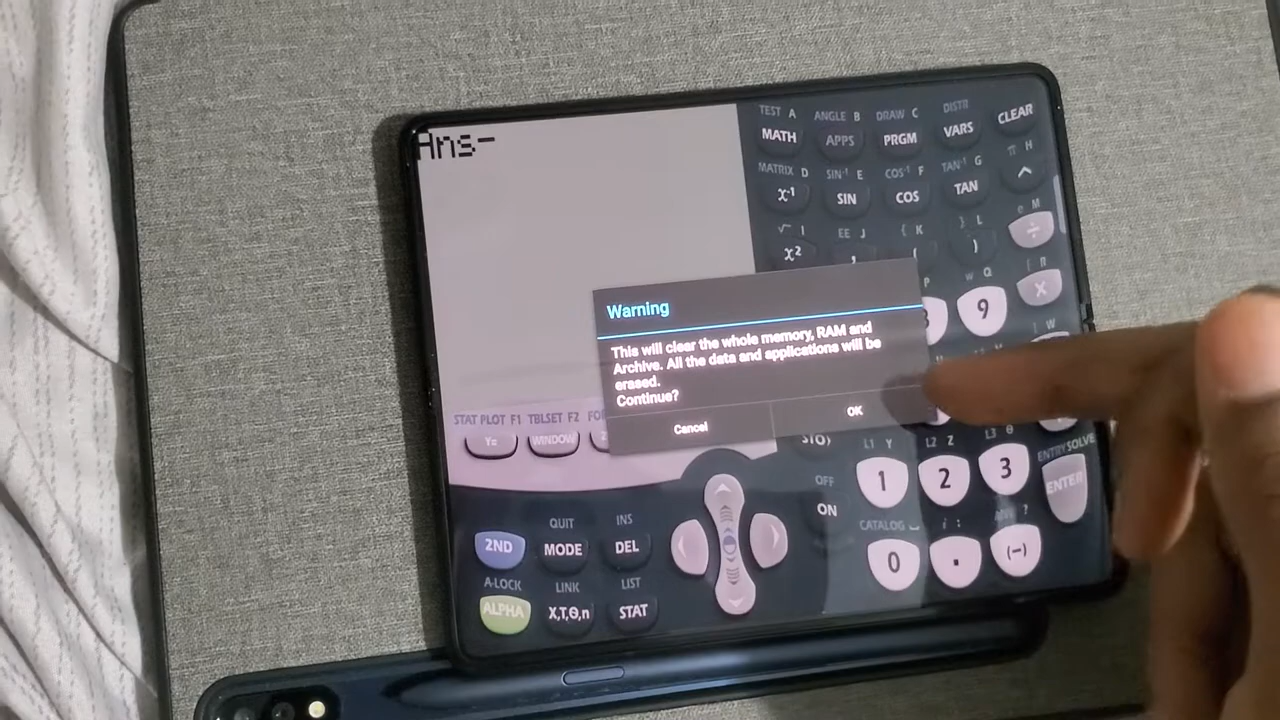 Ans-
TEST A ANGLE B DRAW C DISTR
MATH APPS PRGM VARS CLEAR
MATRIX D SIN-1 E COS-1 F TAN-1 G π H
x-1 SIN COS TAN ^
√ I EE J { K } L e M
x² , ( ) ÷
P w Q [ R
9 ×
Warning
This will clear the whole memory, RAM and
Archive. All the data and applications will be
erased.
Continue?
Cancel OK
] W
STAT PLOT F1 TBLSET F2
Y= WINDOW
L1 Y L2 Z L3 θ ENTRY SOLVE
1 2 3 ENTER
OFF
ON
CATALOG i : ANS ?
0 . (−)
QUIT INS
2ND MODE DEL
A-LOCK LINK LIST
ALPHA X,T,θ,n STAT